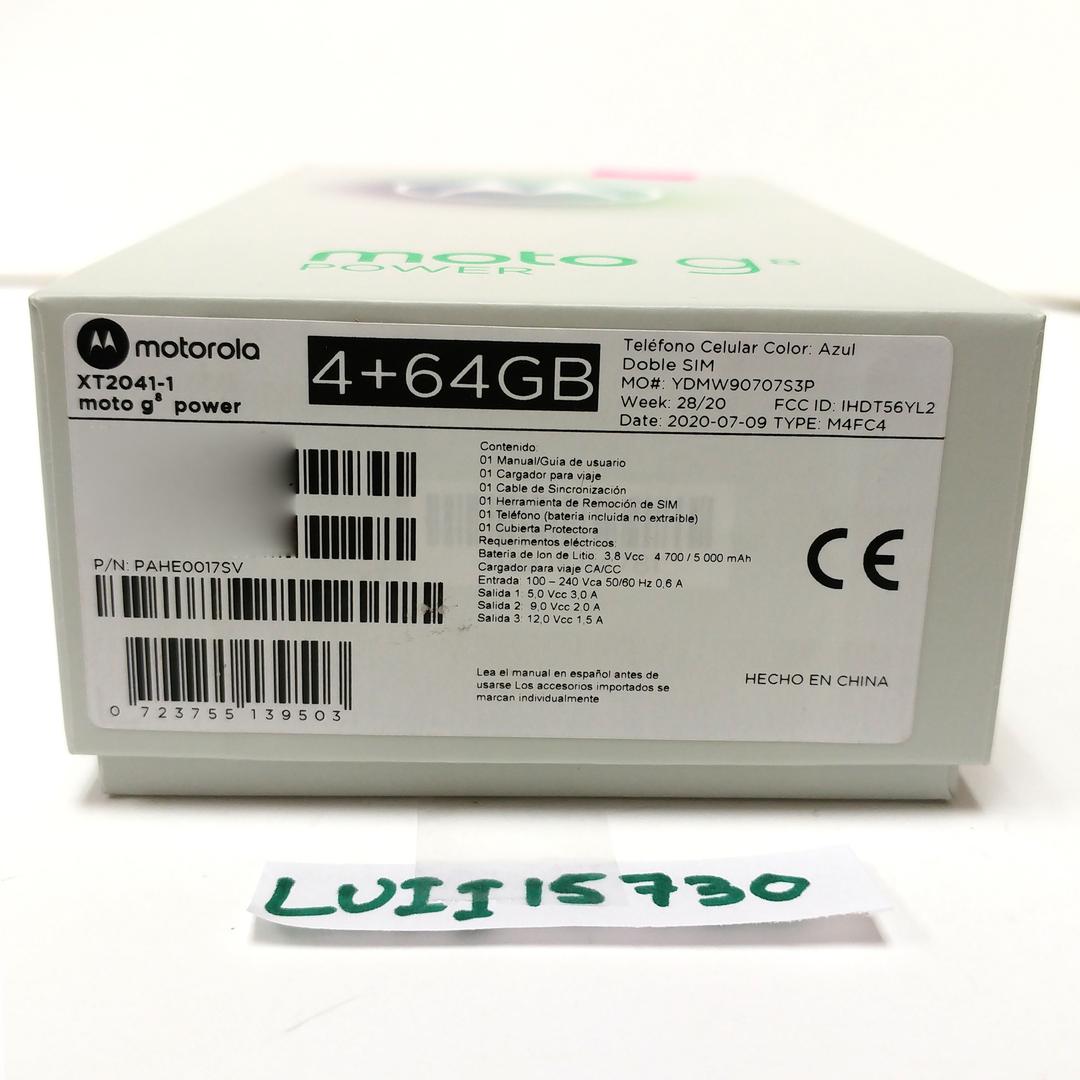 moto g8
POWER
motorola
XT2041-1
moto g8 power
4+64GB
Teléfono Celular Color: Azul
Doble SIM
MO#: YDMW90707S3P
Week: 28/20 FCC ID: IHDT56YL2
Date: 2020-07-09 TYPE: M4FC4
P/N: PAHE0017SV
0 723755 139503
Contenido:
01 Manual/Guía de usuario
01 Cargador para viaje
01 Cable de Sincronización
01 Herramienta de Remoción de SIM
01 Teléfono (batería incluida no extraíble)
01 Cubierta Protectora
Requerimientos eléctricos:
Batería de Ion de Litio: 3,8 Vcc 4 700 / 5 000 mAh
Cargador para viaje CA/CC
Entrada: 100 – 240 Vca 50/60 Hz 0,6 A
Salida 1: 5,0 Vcc 3,0 A
Salida 2: 9,0 Vcc 2,0 A
Salida 3: 12,0 Vcc 1,5 A
Lea el manual en español antes de
usarse Los accesorios importados se
marcan individualmente
CE
HECHO EN CHINA
LUII15730